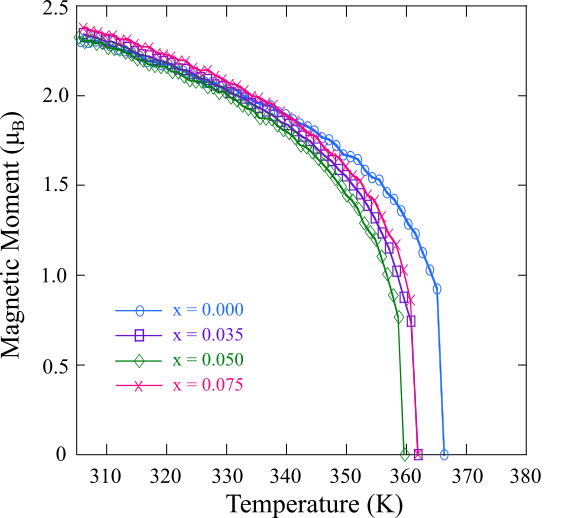 2.5
2.0
1.5
1.0
0.5
0
Magnetic Moment (μB)
x = 0.000
x = 0.035
x = 0.050
x = 0.075
310 320 330 340 350 360 370 380
Temperature (K)